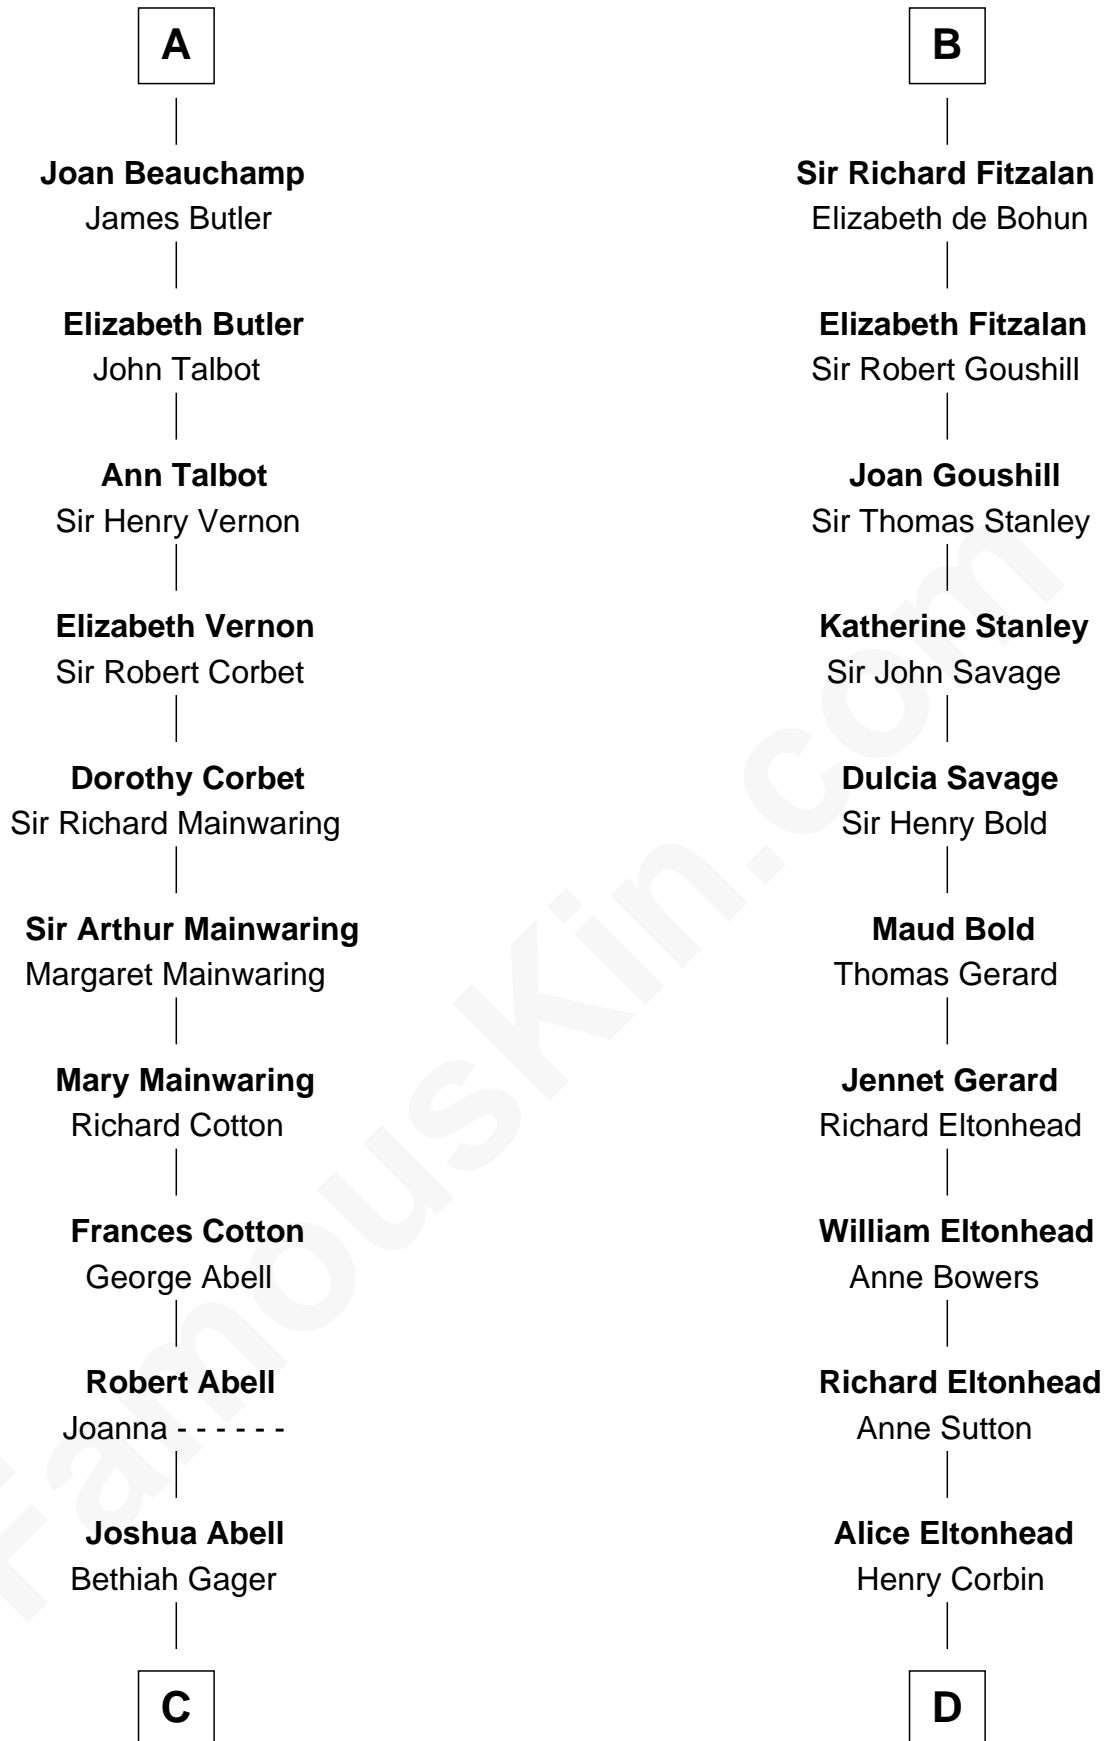 A
Joan Beauchamp
James Butler
Elizabeth Butler
John Talbot
Ann Talbot
Sir Henry Vernon
Elizabeth Vernon
Sir Robert Corbet
Dorothy Corbet
Sir Richard Mainwaring
Sir Arthur Mainwaring
Margaret Mainwaring
Mary Mainwaring
Richard Cotton
Frances Cotton
George Abell
Robert Abell
Joanna - - - - - -
Joshua Abell
Bethiah Gager
C
B
Sir Richard Fitzalan
Elizabeth de Bohun
Elizabeth Fitzalan
Sir Robert Goushill
Joan Goushill
Sir Thomas Stanley
Katherine Stanley
Sir John Savage
Dulcia Savage
Sir Henry Bold
Maud Bold
Thomas Gerard
Jennet Gerard
Richard Eltonhead
William Eltonhead
Anne Bowers
Richard Eltonhead
Anne Sutton
Alice Eltonhead
Henry Corbin
D
FamousKin.com